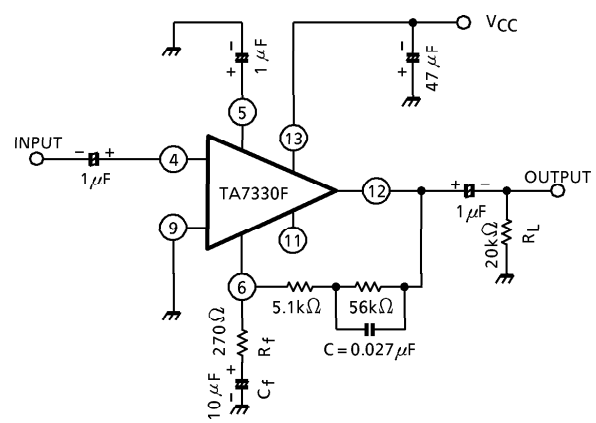 VCC
− 1μF +
− 47μF +
5
13
INPUT
− +
1μF
4
TA7330F
12
+ −
1μF
OUTPUT
20kΩ RL
9
11
6
5.1kΩ
56kΩ
C=0.027μF
270Ω Rf
10μF + − Cf